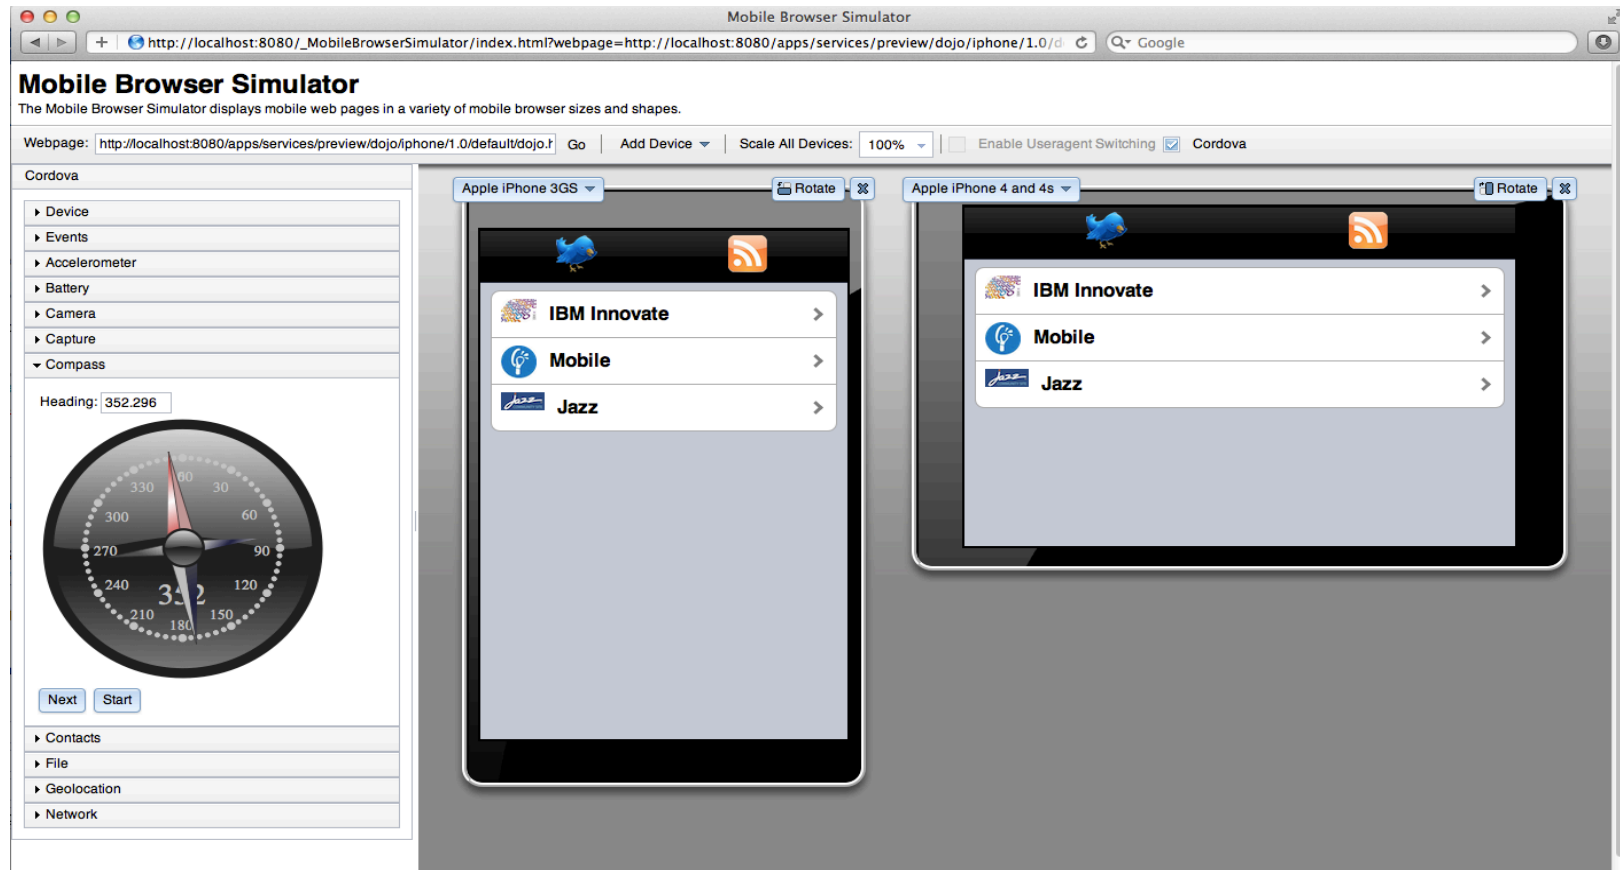 Mobile Browser Simulator
http://localhost:8080/_MobileBrowserSimulator/index.html?webpage=http://localhost:8080/apps/services/preview/dojo/iphone/1.0/d
Google
Mobile Browser Simulator
The Mobile Browser Simulator displays mobile web pages in a variety of mobile browser sizes and shapes.
Webpage: http://localhost:8080/apps/services/preview/dojo/iphone/1.0/default/dojo.h Go Add Device Scale All Devices: 100% Enable Useragent Switching Cordova
Cordova
Device
Events
Accelerometer
Battery
Camera
Capture
Compass
Heading: 352.296
330 30
300 60
270 90
240 120
352
210 150
180
Next Start
Contacts
File
Geolocation
Network
Apple iPhone 3GS Rotate
IBM Innovate
Mobile
Jazz
Apple iPhone 4 and 4s Rotate
IBM Innovate
Mobile
Jazz